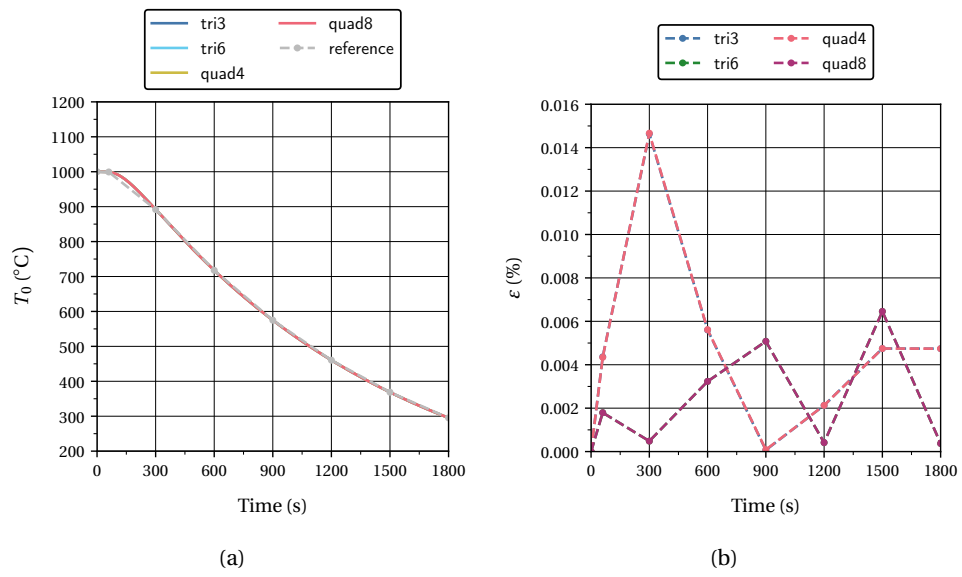 tri3
tri6
quad4
quad8
reference
1200
1100
1000
900
800
700
600
500
400
300
200
T0 (°C)
0 300 600 900 1200 1500 1800
Time (s)
(a)
tri3
tri6
quad4
quad8
0.016
0.014
0.012
0.010
0.008
0.006
0.004
0.002
0.000
ε (%)
0 300 600 900 1200 1500 1800
Time (s)
(b)